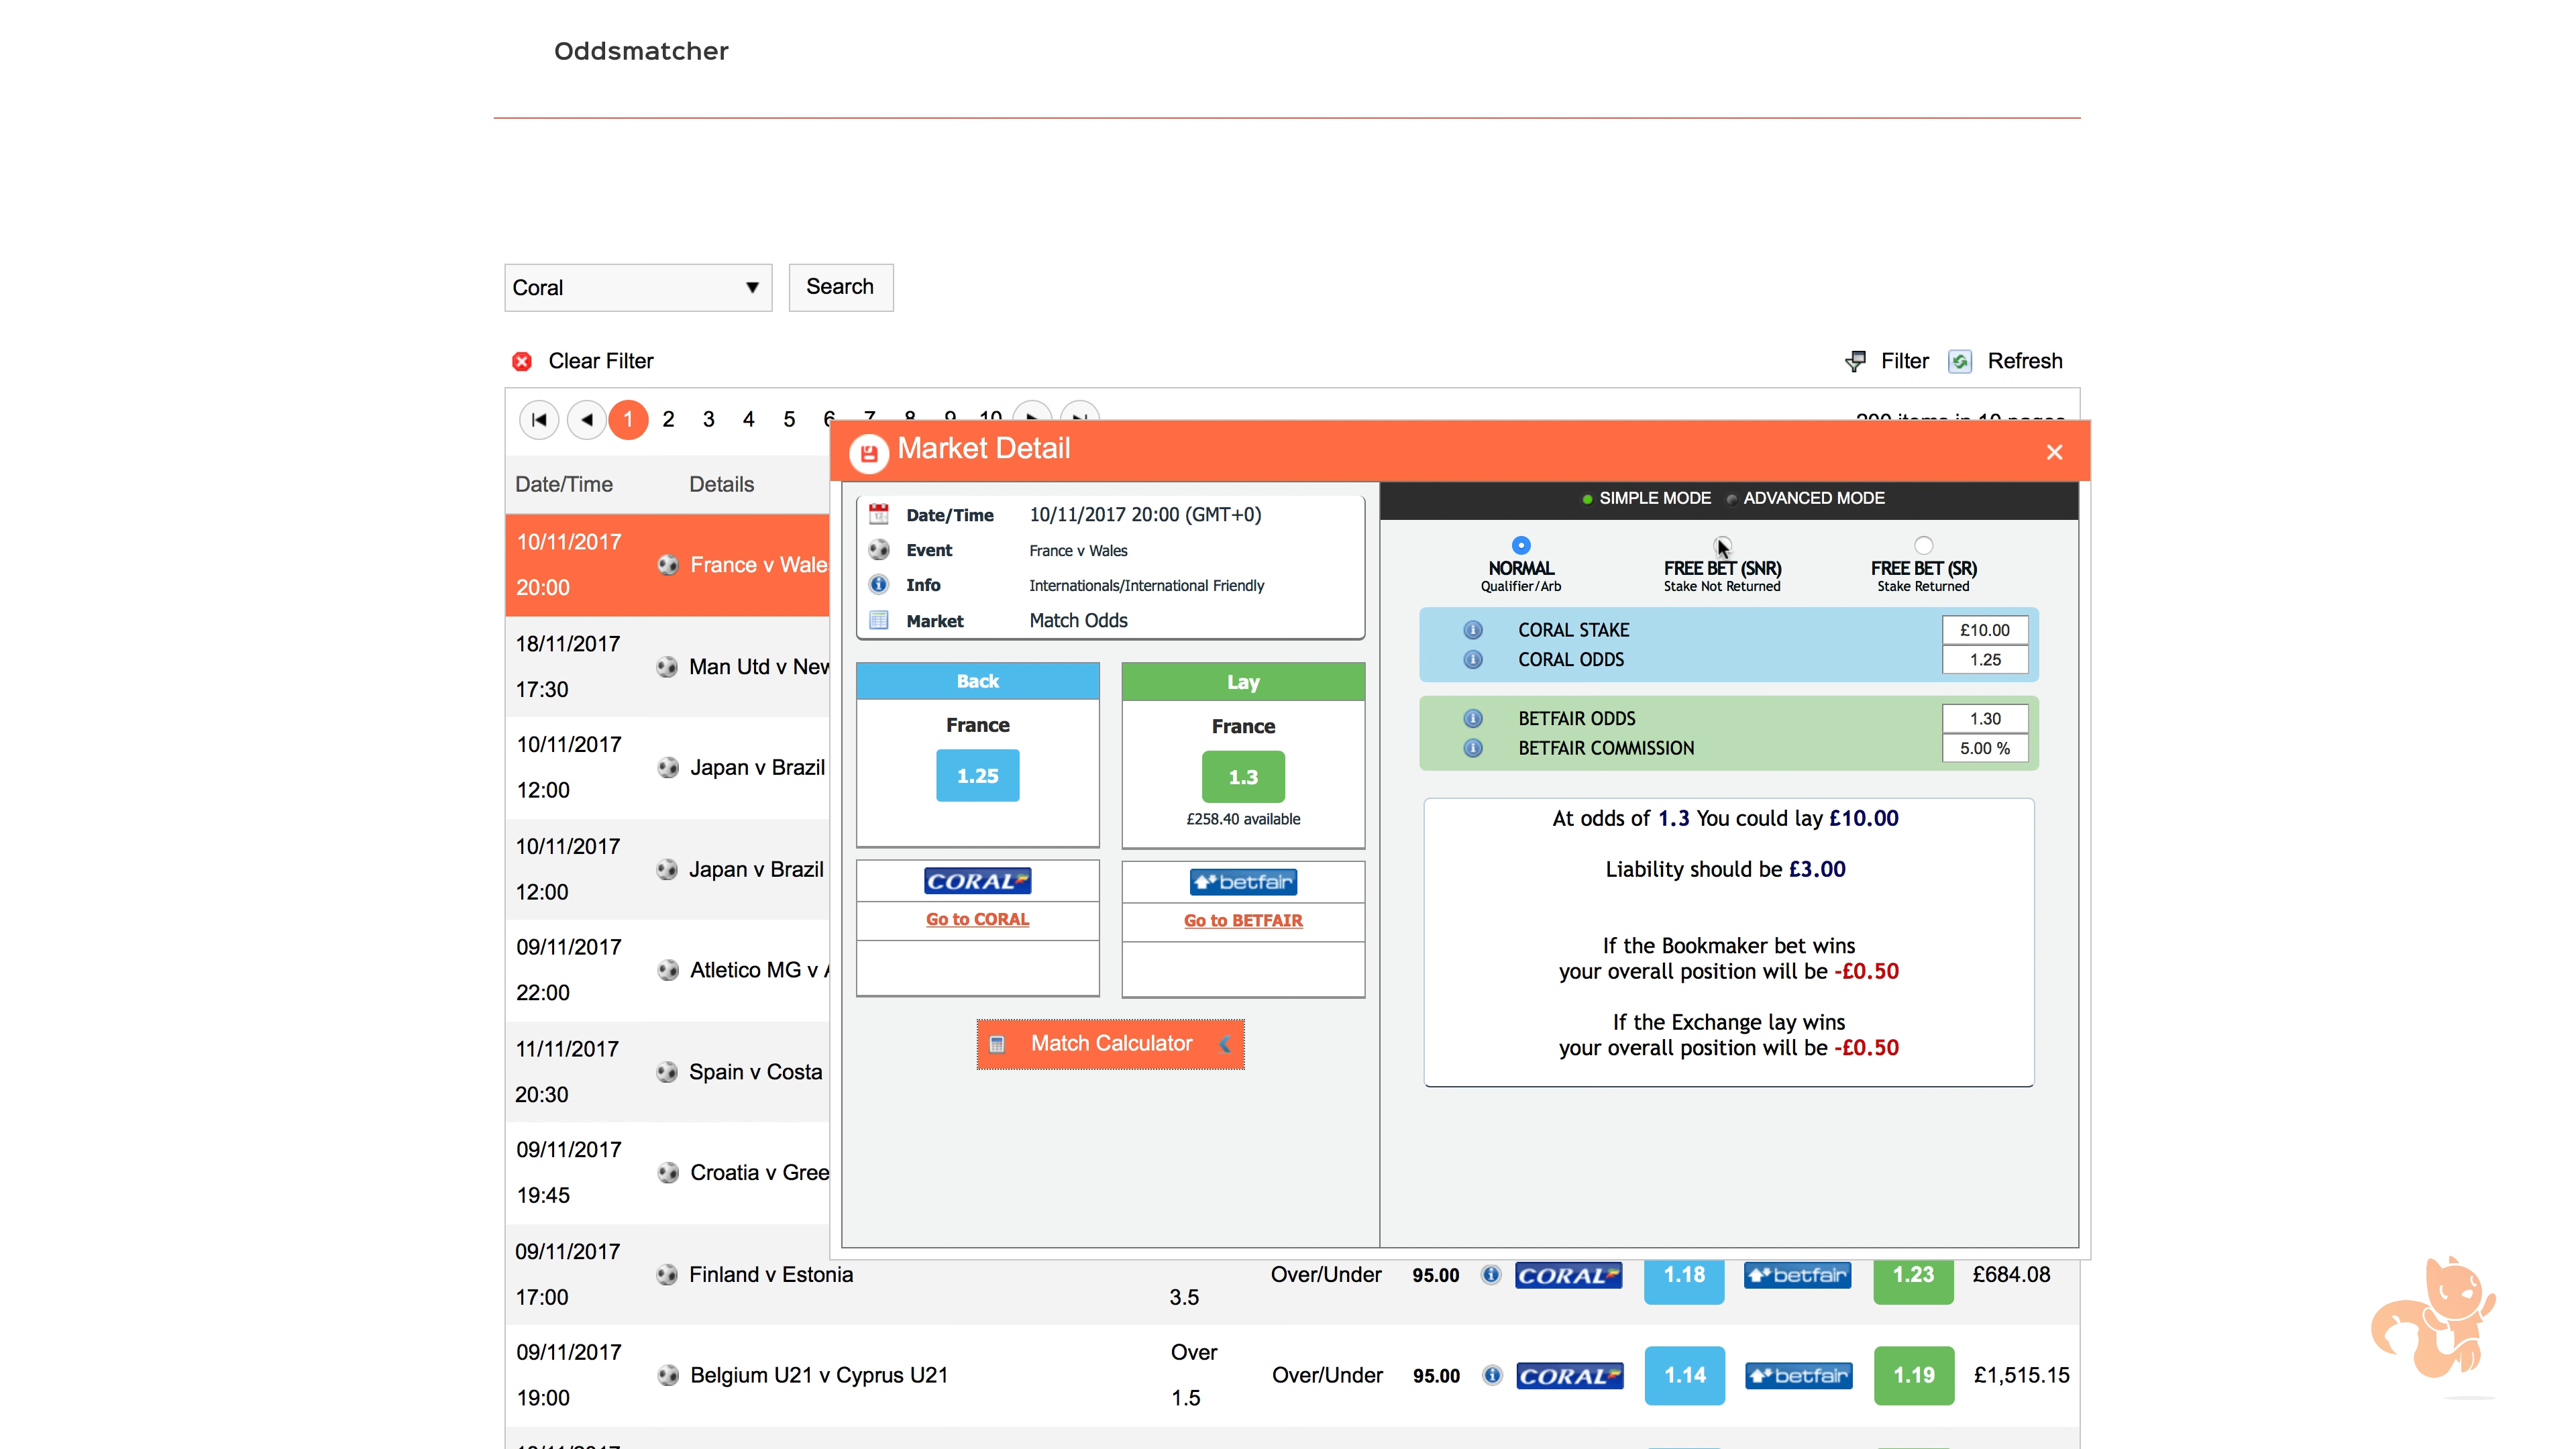 Oddsmatcher
Coral
Search
Clear Filter
Filter
Refresh
1 2 3 4 5 6 7 8 9 10
200 items in 10 pages
Date/Time Details
10/11/2017
20:00
France v Wale
18/11/2017
17:30
Man Utd v New
10/11/2017
12:00
Japan v Brazil
10/11/2017
12:00
Japan v Brazil
09/11/2017
22:00
Atletico MG v A
11/11/2017
20:30
Spain v Costa
09/11/2017
19:45
Croatia v Gree
Market Detail
Date/Time 10/11/2017 20:00 (GMT+0)
Event France v Wales
Info Internationals/International Friendly
Market Match Odds
Back
France
1.25
CORAL
Go to CORAL
Lay
France
1.3
£258.40 available
betfair
Go to BETFAIR
Match Calculator
SIMPLE MODE ADVANCED MODE
NORMAL
Qualifier/Arb
FREE BET (SNR)
Stake Not Returned
FREE BET (SR)
Stake Returned
CORAL STAKE £10.00
CORAL ODDS 1.25
BETFAIR ODDS 1.30
BETFAIR COMMISSION 5.00 %
At odds of 1.3 You could lay £10.00
Liability should be £3.00
If the Bookmaker bet wins
your overall position will be -£0.50
If the Exchange lay wins
your overall position will be -£0.50
09/11/2017
17:00
Finland v Estonia
3.5
Over/Under 95.00 CORAL 1.18 betfair 1.23 £684.08
09/11/2017
19:00
Belgium U21 v Cyprus U21
Over
1.5
Over/Under 95.00 CORAL 1.14 betfair 1.19 £1,515.15